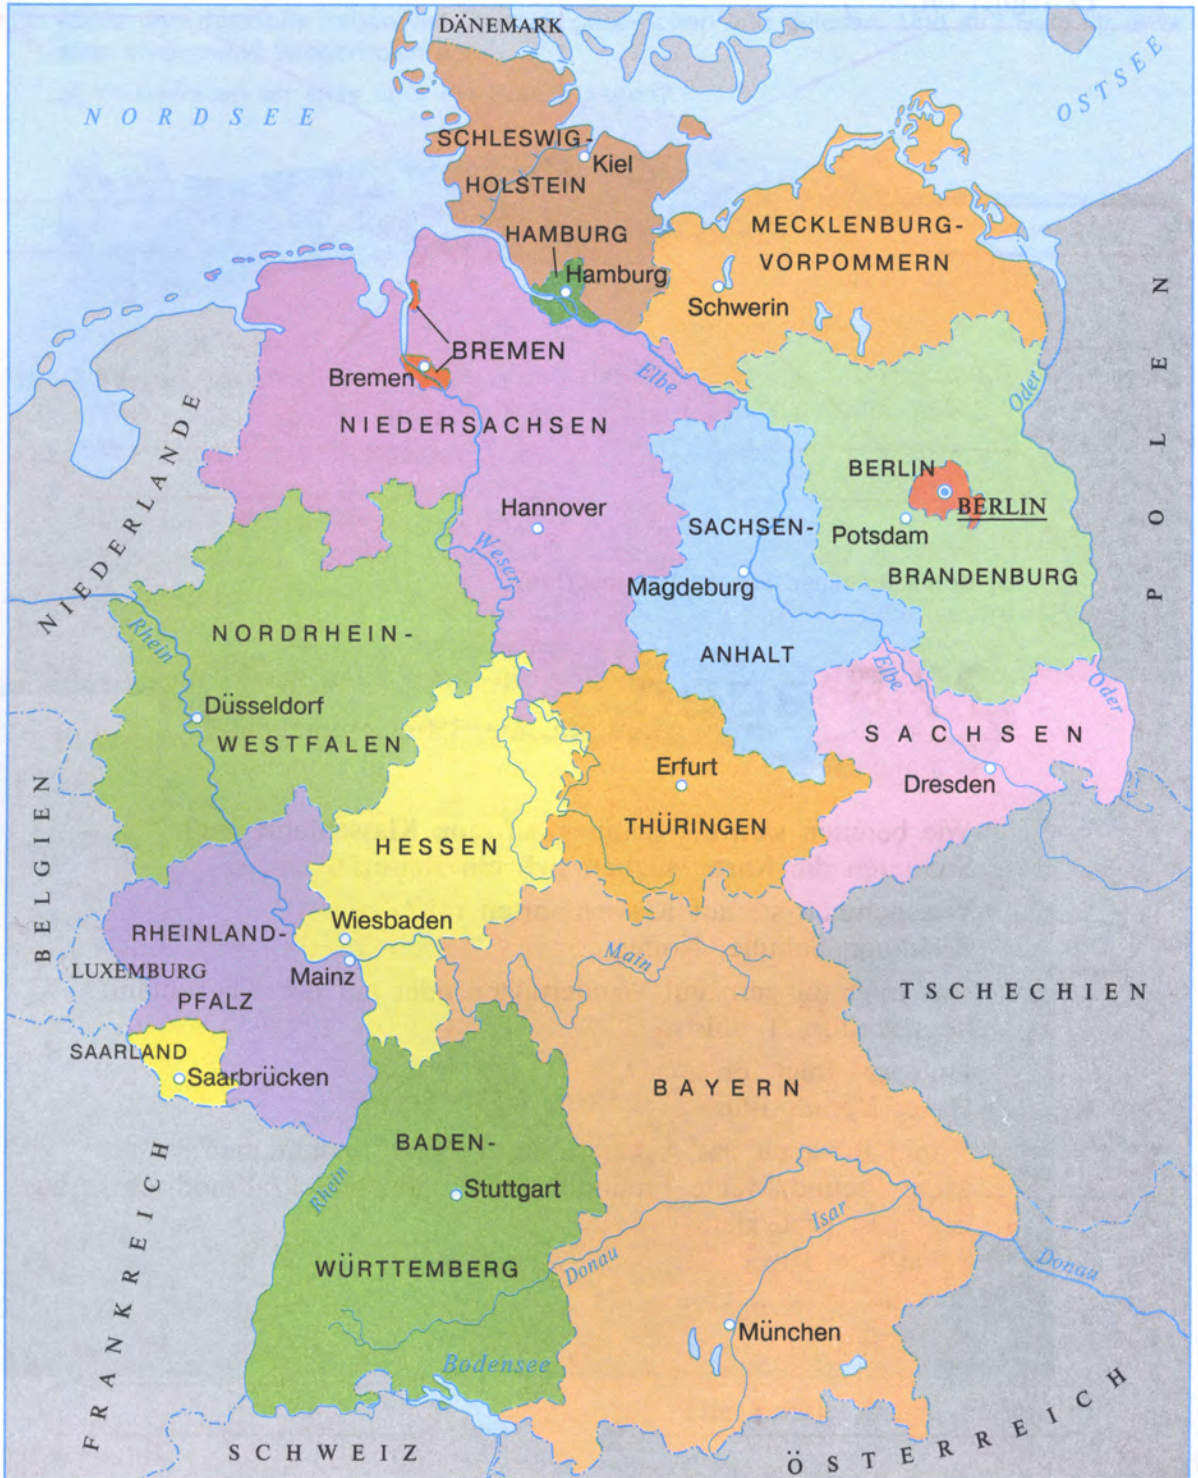 DÄNEMARK
NORDSEE
OSTSEE
SCHLESWIG-
Kiel
HOLSTEIN
HAMBURG
Hamburg
MECKLENBURG-
VORPOMMERN
Schwerin
BREMEN
Bremen
Elbe
Oder
POLEN
NIEDERLANDE
NIEDERSACHSEN
BERLIN
BERLIN
Hannover
Potsdam
SACHSEN-
Weser
Magdeburg
BRANDENBURG
ANHALT
Rhein
NORDRHEIN-
Düsseldorf
WESTFALEN
Elbe
Oder
SACHSEN
Dresden
Erfurt
THÜRINGEN
BELGIEN
HESSEN
Wiesbaden
RHEINLAND-
Mainz
LUXEMBURG
PFALZ
Main
TSCHECHIEN
SAARLAND
Saarbrücken
BAYERN
BADEN-
Stuttgart
Rhein
WÜRTTEMBERG
Donau
Isar
Donau
FRANKREICH
München
Bodensee
SCHWEIZ
ÖSTERREICH